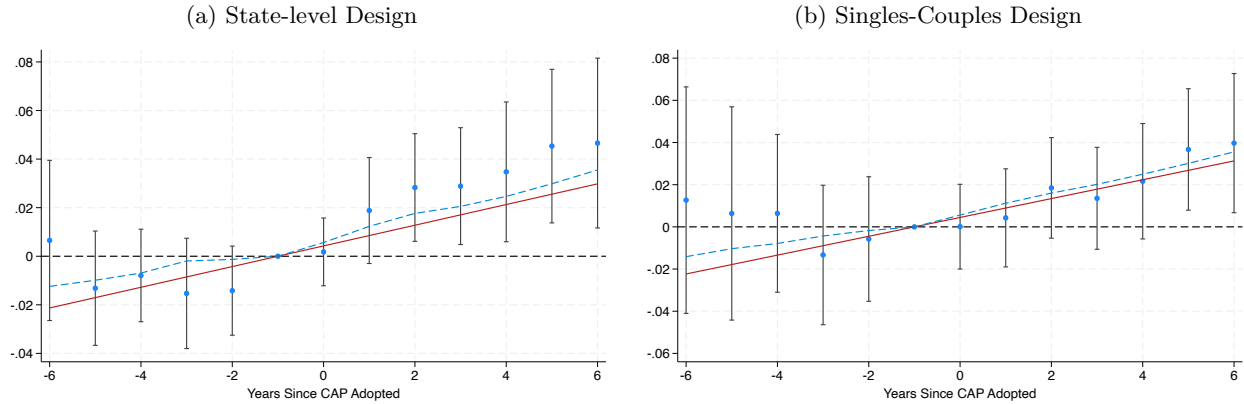 (a) State-level Design
.08
.06
.04
.02
0
-.02
-.04
-6 -4 -2 0 2 4 6
Years Since CAP Adopted
(b) Singles-Couples Design
.08
.06
.04
.02
0
-.02
-.04
-.06
-6 -4 -2 0 2 4 6
Years Since CAP Adopted